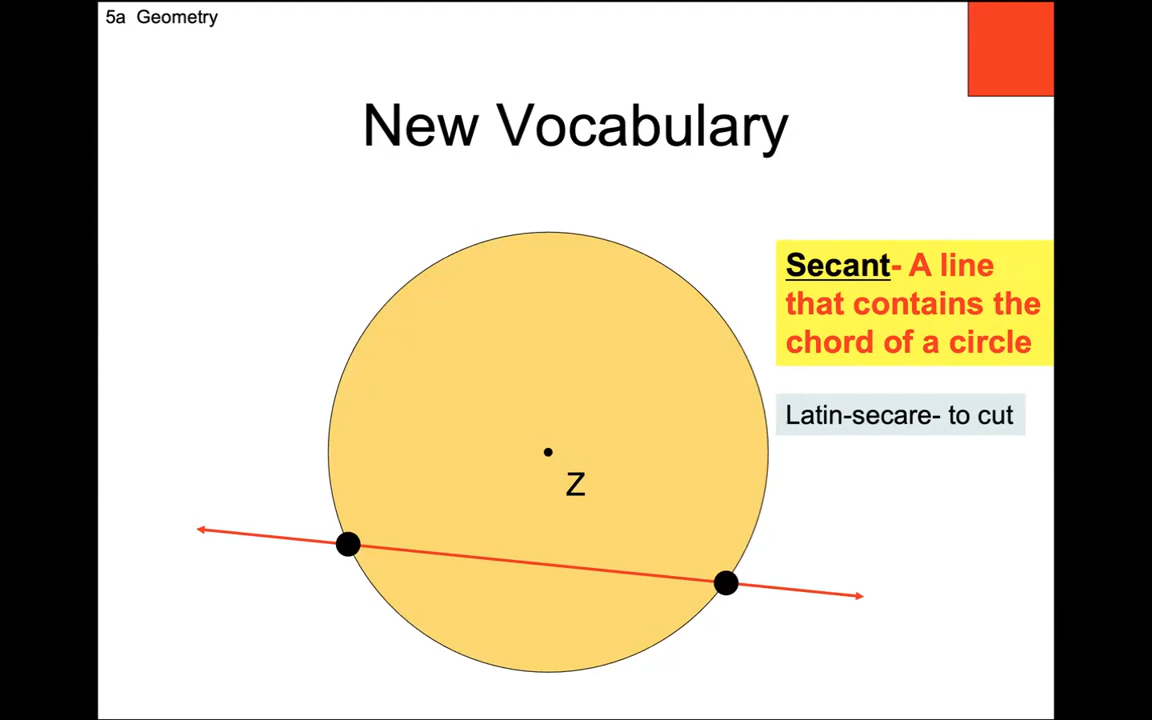 5a  Geometry
New Vocabulary
Secant- A line
that contains the
chord of a circle
Latin-secare- to cut
Z